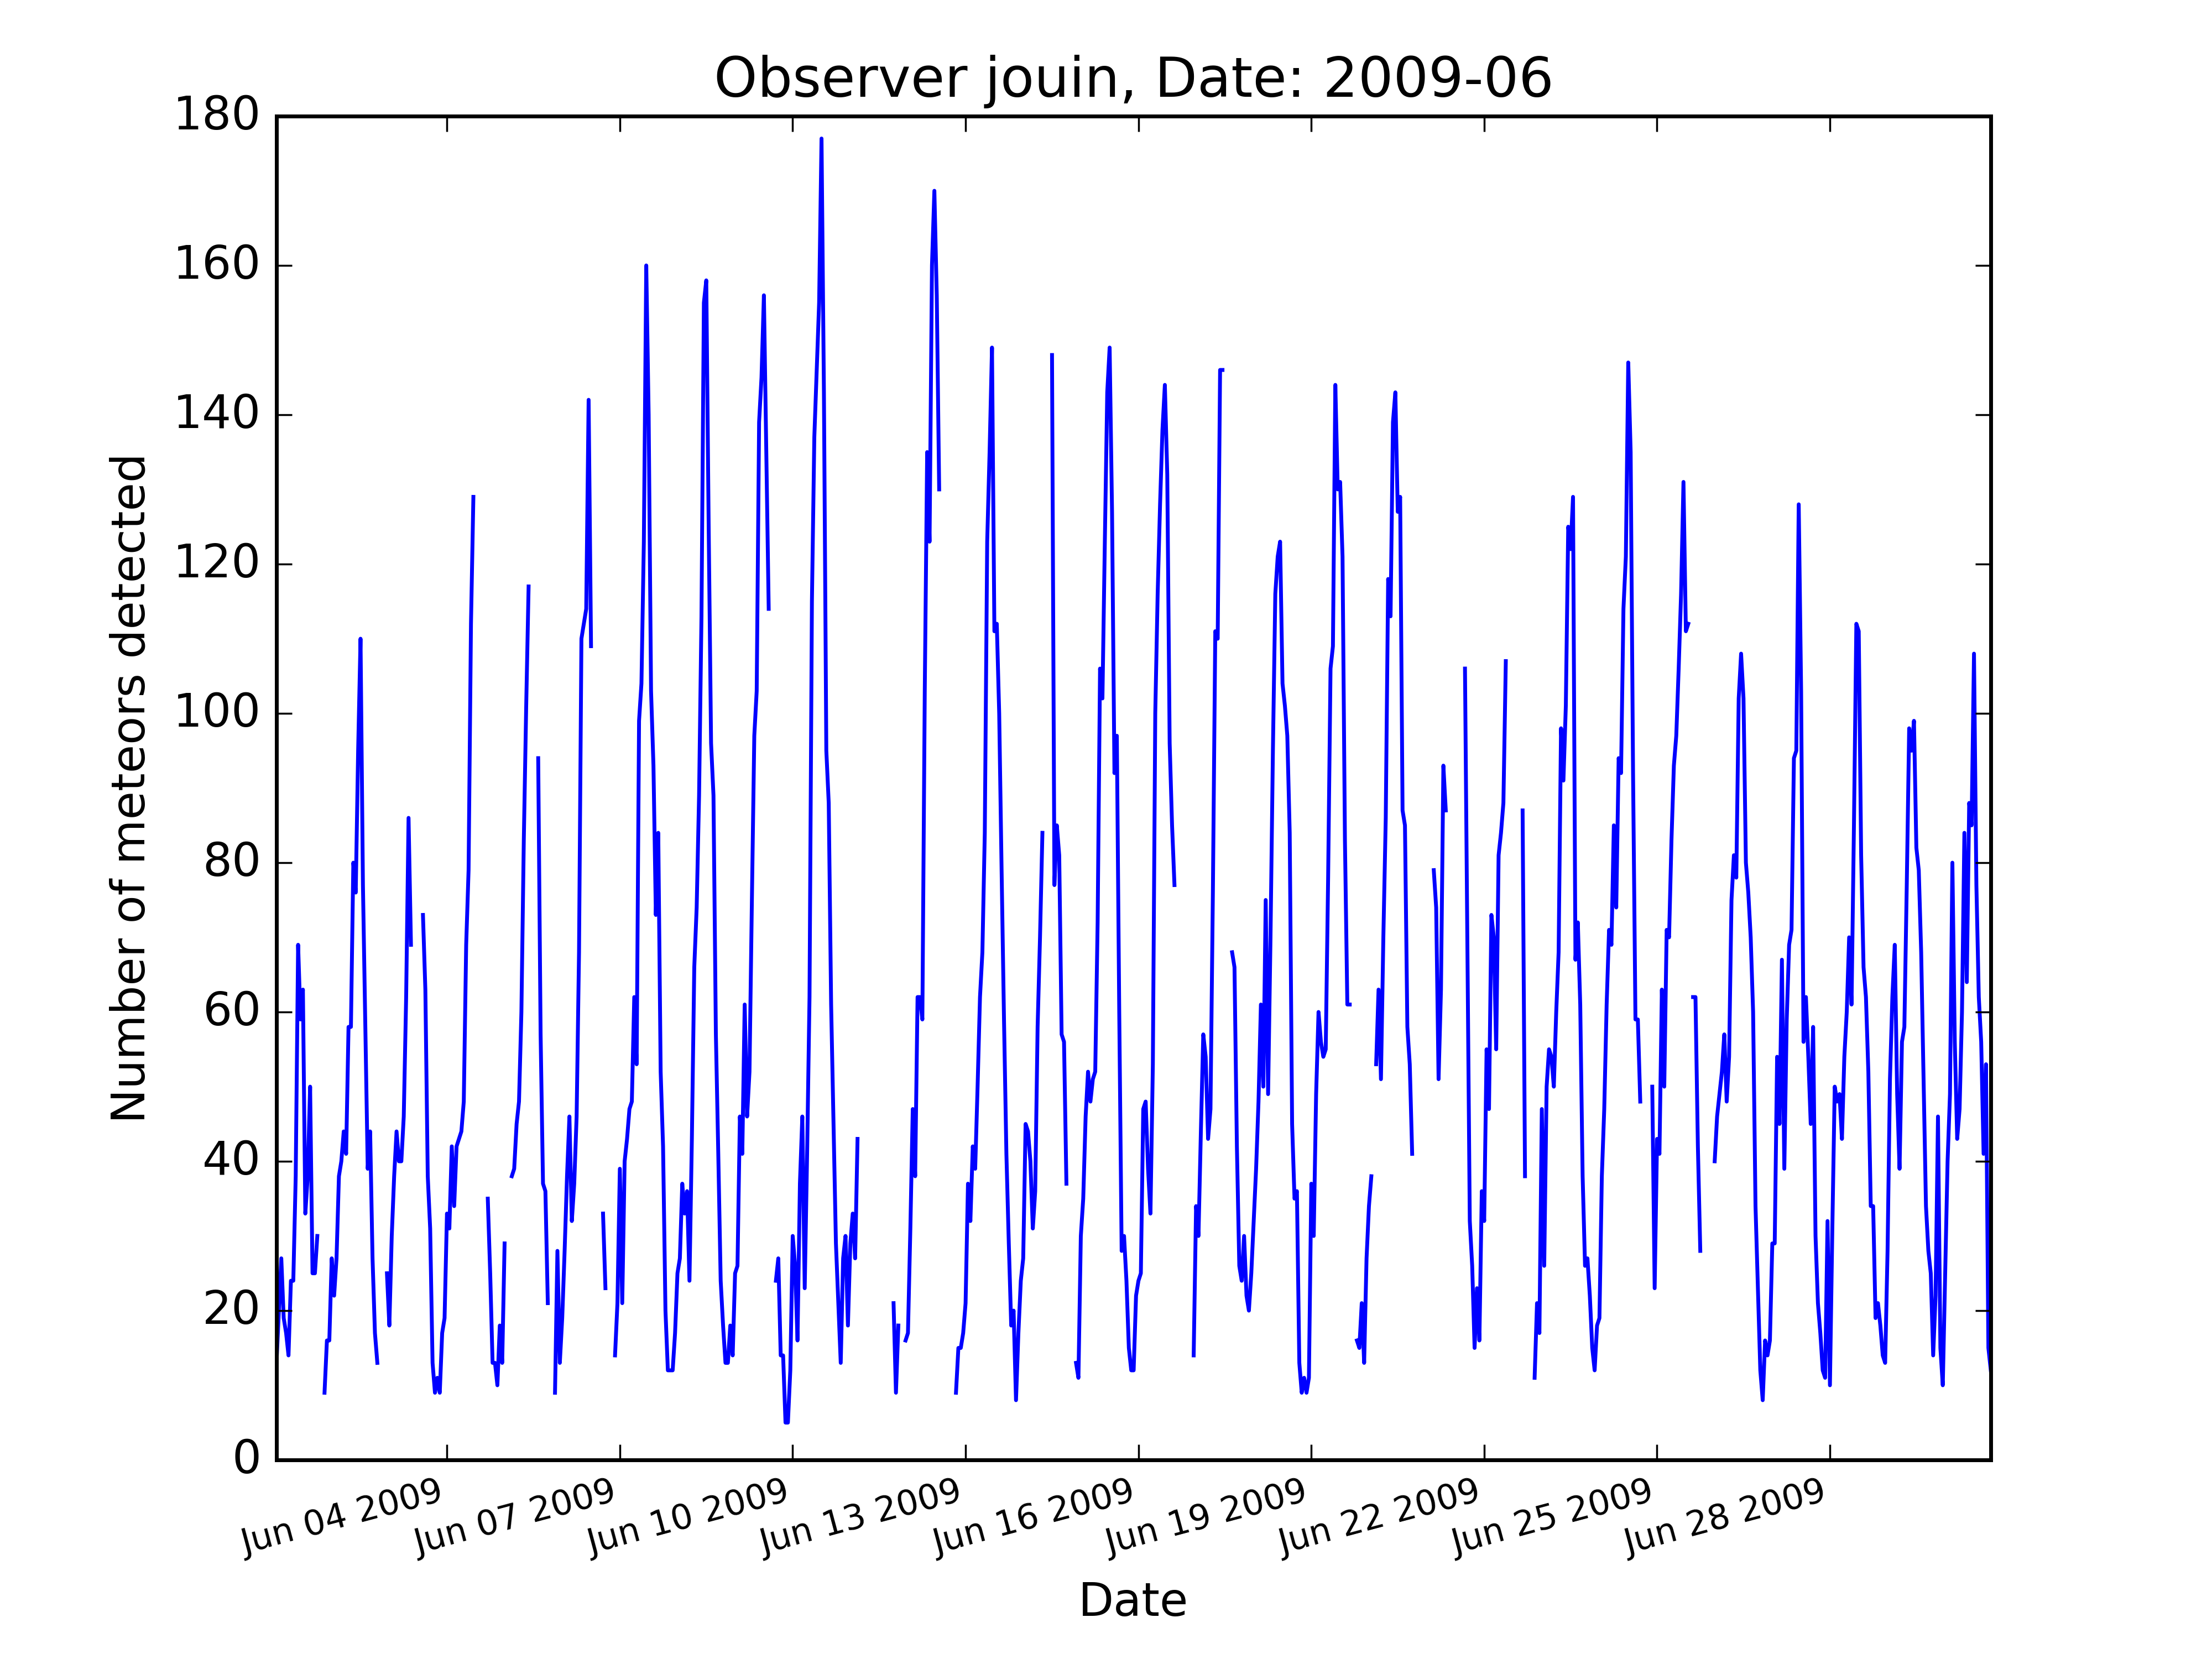 Observer jouin, Date: 2009-06
180
160
140
120
100
80
60
40
20
0
Number of meteors detected
Jun 04 2009
Jun 07 2009
Jun 10 2009
Jun 13 2009
Jun 16 2009
Jun 19 2009
Jun 22 2009
Jun 25 2009
Jun 28 2009
Date